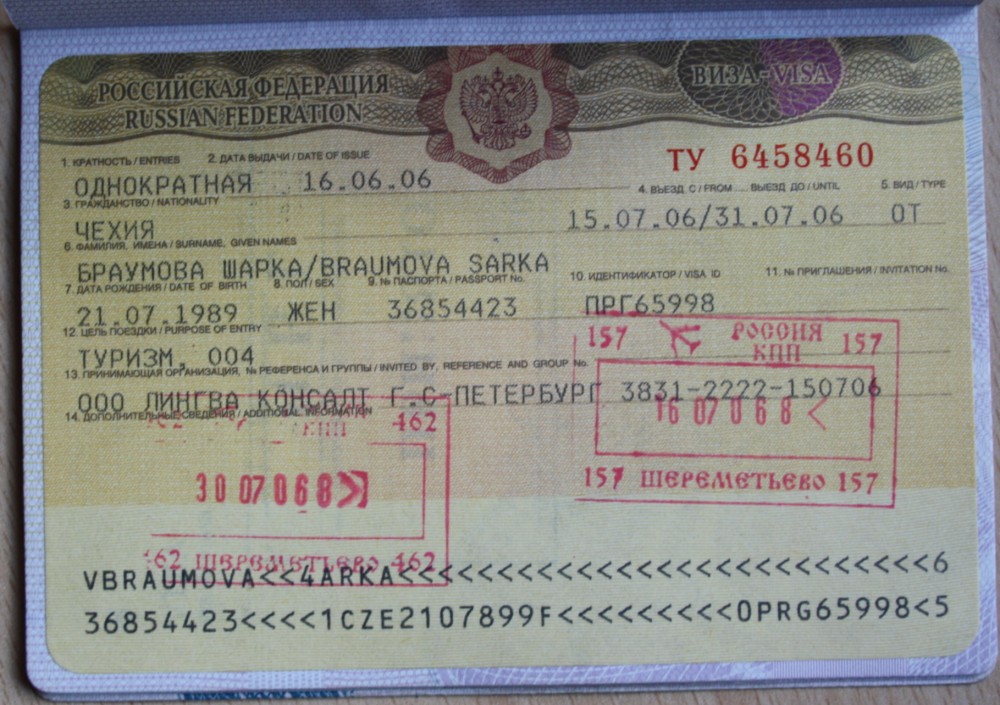 РОССИЙСКАЯ ФЕДЕРАЦИЯ
RUSSIAN FEDERATION
ВИЗА-VISA
ТУ 6458460
1. КРАТНОСТЬ / ENTRIES 2. ДАТА ВЫДАЧИ / DATE OF ISSUE
ОДНОКРАТНАЯ 16.06.06
3. ГРАЖДАНСТВО / NATIONALITY 4. ВЪЕЗД С / FROM ... ВЫЕЗД ДО / UNTIL 5. ВИД / TYPE
ЧЕХИЯ 15.07.06/31.07.06 ОТ
6. ФАМИЛИЯ, ИМЕНА / SURNAME, GIVEN NAMES
БРАУМОВА ШАРКА/BRAUMOVA SARKA
7. ДАТА РОЖДЕНИЯ / DATE OF BIRTH 8. ПОЛ / SEX 9. № ПАСПОРТА / PASSPORT No. 10. ИДЕНТИФИКАТОР / VISA ID 11. № ПРИГЛАШЕНИЯ / INVITATION No.
21.07.1989 ЖЕН 36854423 ПРГ65998
12. ЦЕЛЬ ПОЕЗДКИ / PURPOSE OF ENTRY
ТУРИЗМ, 004
13. ПРИНИМАЮЩАЯ ОРГАНИЗАЦИЯ, № РЕФЕРЕНСА И ГРУППЫ / INVITED BY, REFERENCE AND GROUP No.
ООО ЛИНГВА КОНСАЛТ Г.С-ПЕТЕРБУРГ 3831-2222-150706
14. ДОПОЛНИТЕЛЬНЫЕ СВЕДЕНИЯ / ADDITIONAL INFORMATION
157 РОССИЯ 157
КПП
16 07 06 8
157 ШЕРЕМЕТЬЕВО 157
462
30 07 06 8
462 ШЕРЕМЕТЬЕВО 462
VBRAUMOVA<<4ARKA<<<<<<<<<<<<<<<<<<<<<<<<<<<6
36854423<<<<1CZE2107899F<<<<<<<<<0PRG65998<5